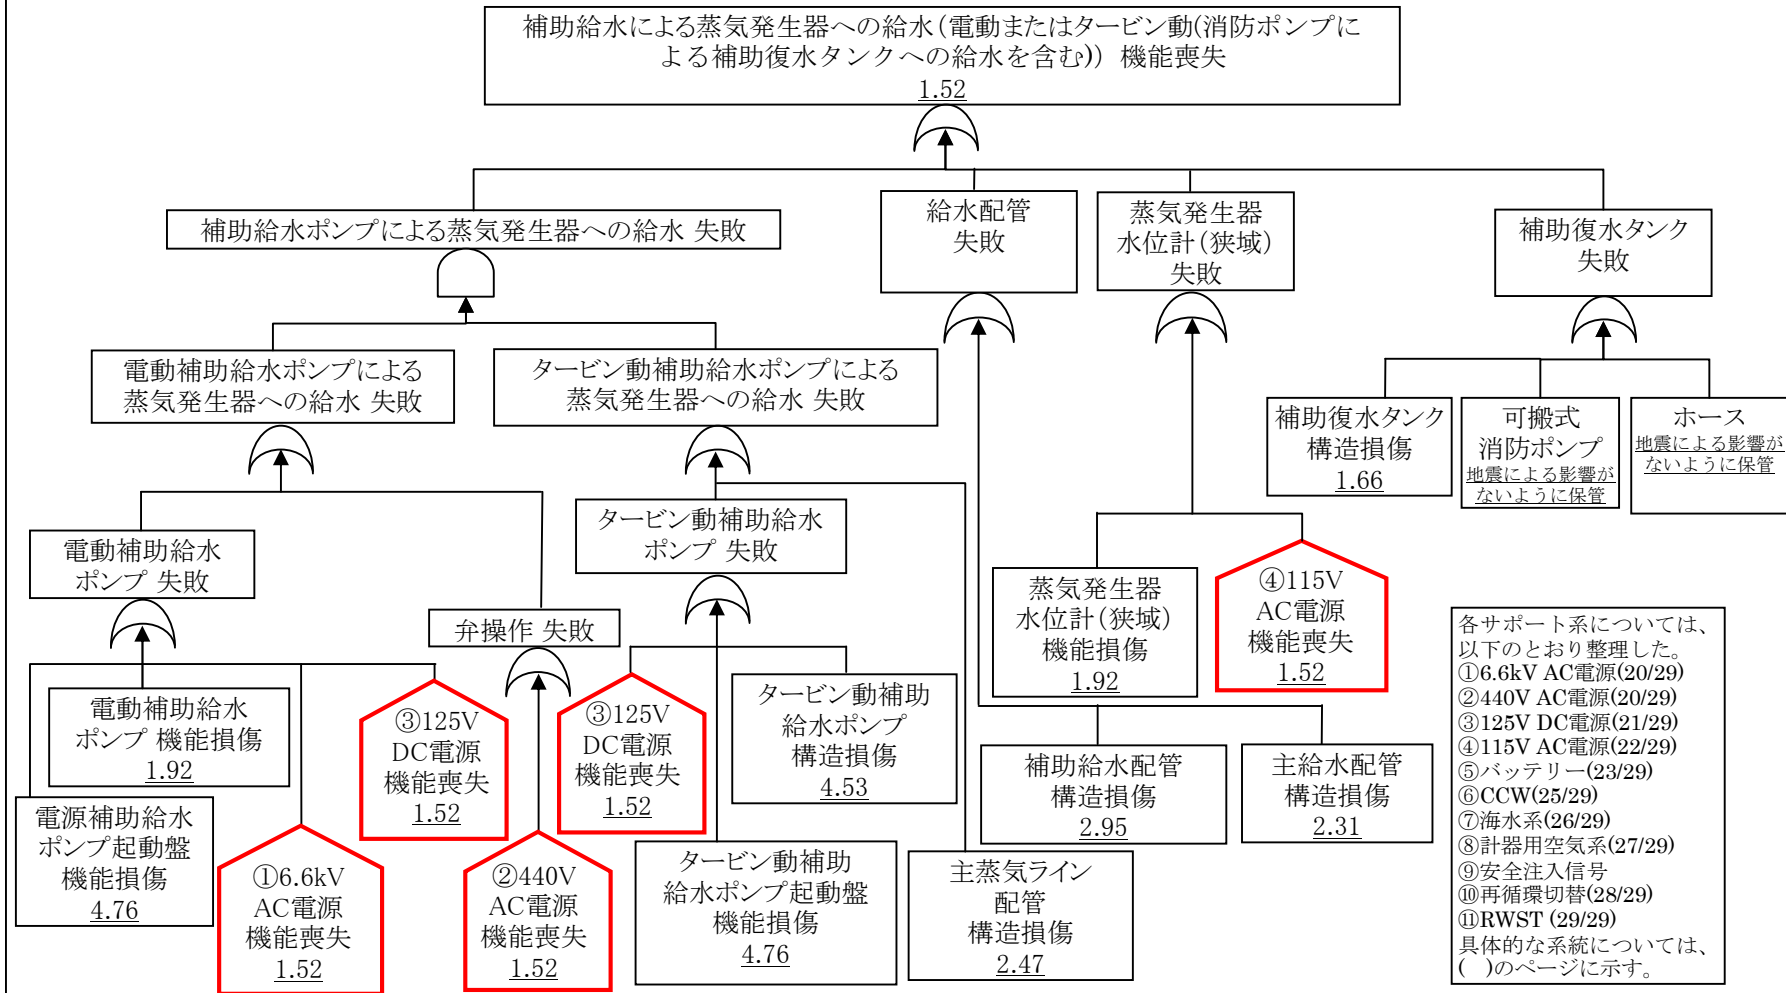 補助給水による蒸気発生器への給水(電動またはタービン動(消防ポンプに
よる補助復水タンクへの給水を含む)) 機能喪失
1.52
補助給水ポンプによる蒸気発生器への給水 失敗
給水配管
失敗
蒸気発生器
水位計(狭域)
失敗
補助復水タンク
失敗
電動補助給水ポンプによる
蒸気発生器への給水 失敗
タービン動補助給水ポンプによる
蒸気発生器への給水 失敗
補助復水タンク
構造損傷
1.66
可搬式
消防ポンプ
地震による影響が
ないように保管
ホース
地震による影響が
ないように保管
電動補助給水
ポンプ 失敗
弁操作 失敗
タービン動補助給水
ポンプ 失敗
蒸気発生器
水位計(狭域)
機能損傷
1.92
④115V
AC電源
機能喪失
1.52
電動補助給水
ポンプ 機能損傷
1.92
③125V
DC電源
機能喪失
1.52
③125V
DC電源
機能喪失
1.52
タービン動補助
給水ポンプ
構造損傷
4.53
補助給水配管
構造損傷
2.95
主給水配管
構造損傷
2.31
電源補助給水
ポンプ起動盤
機能損傷
4.76
①6.6kV
AC電源
機能喪失
1.52
②440V
AC電源
機能喪失
1.52
タービン動補助
給水ポンプ起動盤
機能損傷
4.76
主蒸気ライン
配管
構造損傷
2.47
各サポート系については、
以下のとおり整理した。
①6.6kV AC電源(20/29)
②440V AC電源(20/29)
③125V DC電源(21/29)
④115V AC電源(22/29)
⑤バッテリー(23/29)
⑥CCW(25/29)
⑦海水系(26/29)
⑧計器用空気系(27/29)
⑨安全注入信号
⑩再循環切替(28/29)
⑪RWST (29/29)
具体的な系統については、
( )のページに示す。